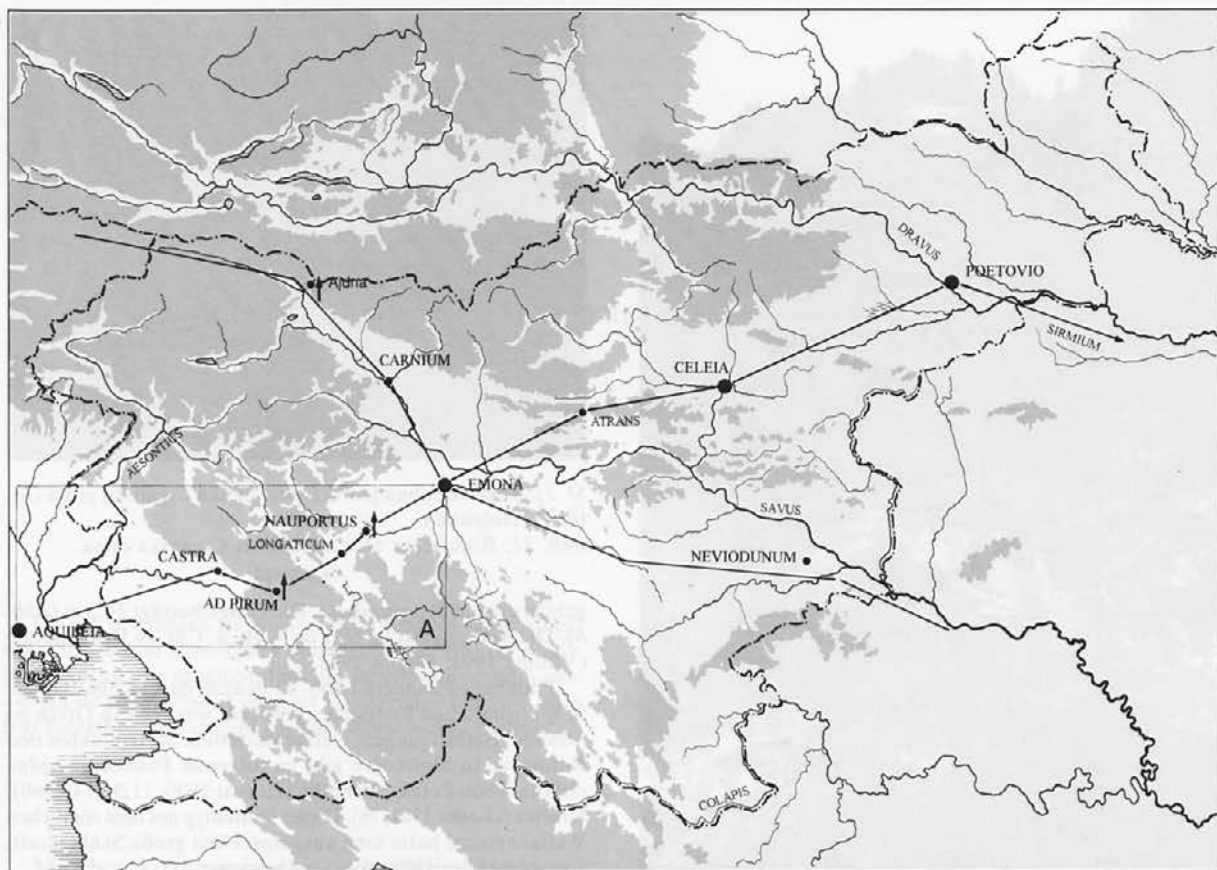 DRAVUS
POETOVIO
Ajdna
SIRMIUM
CARNIUM
CELEIA
ATRANS
AESONTIUS
EMONA
SAVUS
NAUPORTUS
LONGATICUM
CASTRA
NEVIODUNUM
AD PIRUM
AQUILEIA
A
COLAPIS